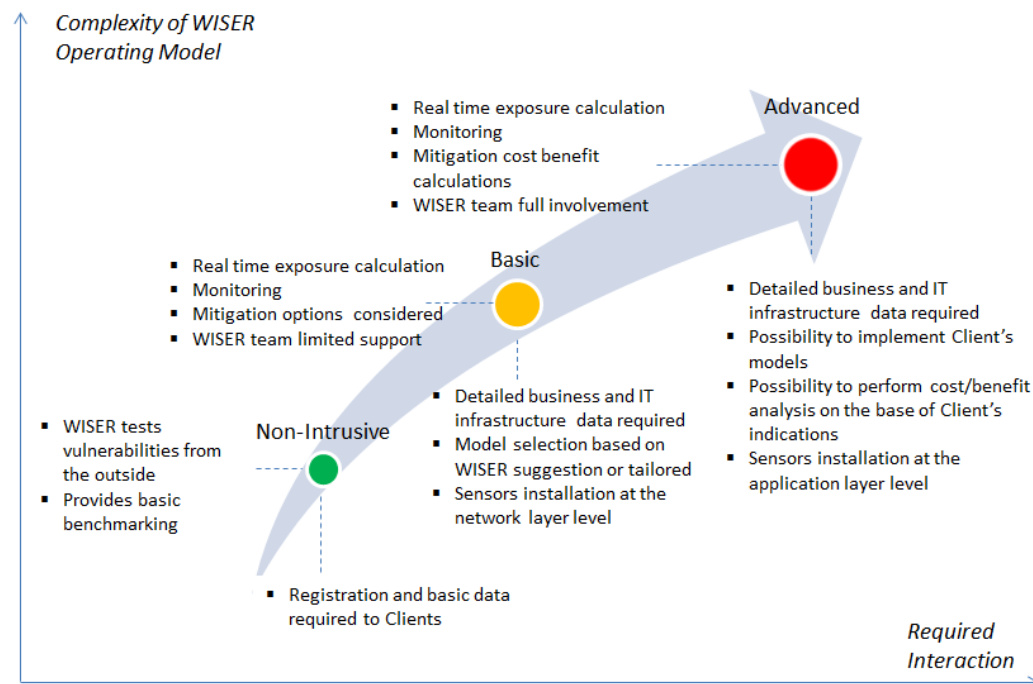 Complexity of WISER
Operating Model
Advanced
▪ Real time exposure calculation
▪ Monitoring
▪ Mitigation cost benefit
calculations
▪ WISER team full involvement
Basic
▪ Real time exposure calculation
▪ Monitoring
▪ Mitigation options considered
▪ WISER team limited support
▪ Detailed business and IT
infrastructure data required
▪ Possibility to implement Client's
models
▪ Possibility to perform cost/benefit
analysis on the base of Client's
indications
▪ Sensors installation at the
application layer level
▪ Detailed business and IT
infrastructure data required
▪ Model selection based on
WISER suggestion or tailored
▪ Sensors installation at the
network layer level
Non-Intrusive
▪ WISER tests
vulnerabilities from
the outside
▪ Provides basic
benchmarking
▪ Registration and basic data
required to Clients
Required
Interaction